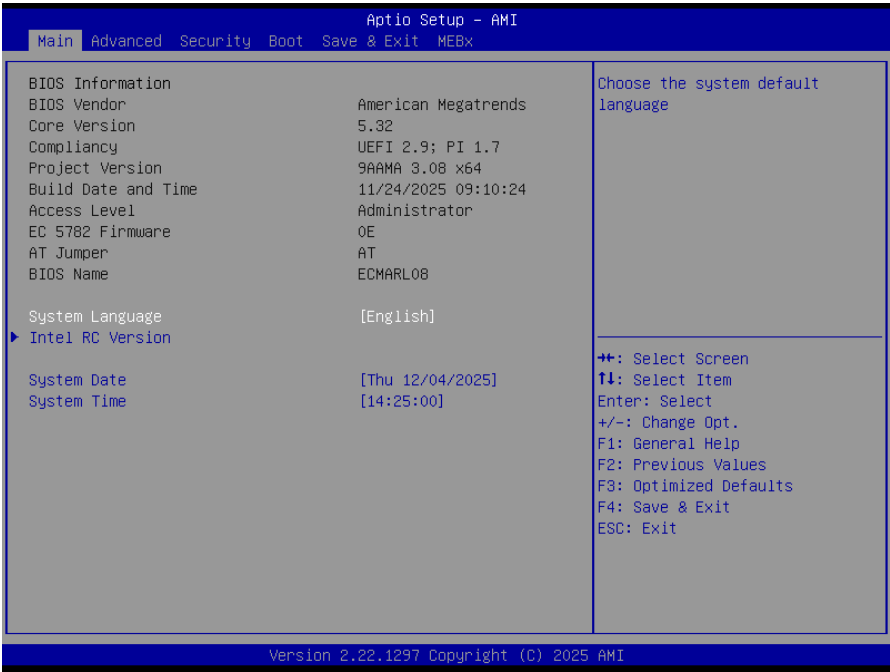 Aptio Setup – AMI
Main Advanced Security Boot Save & Exit MEBx
BIOS Information
BIOS Vendor American Megatrends
Core Version 5.32
Compliancy UEFI 2.9; PI 1.7
Project Version 9AAMA 3.08 x64
Build Date and Time 11/24/2025 09:10:24
Access Level Administrator
EC 5782 Firmware 0E
AT Jumper AT
BIOS Name ECMARL08
System Language [English]
Intel RC Version
System Date [Thu 12/04/2025]
System Time [14:25:00]
Choose the system default
language
→←: Select Screen
↑↓: Select Item
Enter: Select
+/-: Change Opt.
F1: General Help
F2: Previous Values
F3: Optimized Defaults
F4: Save & Exit
ESC: Exit
Version 2.22.1297 Copyright (C) 2025 AMI